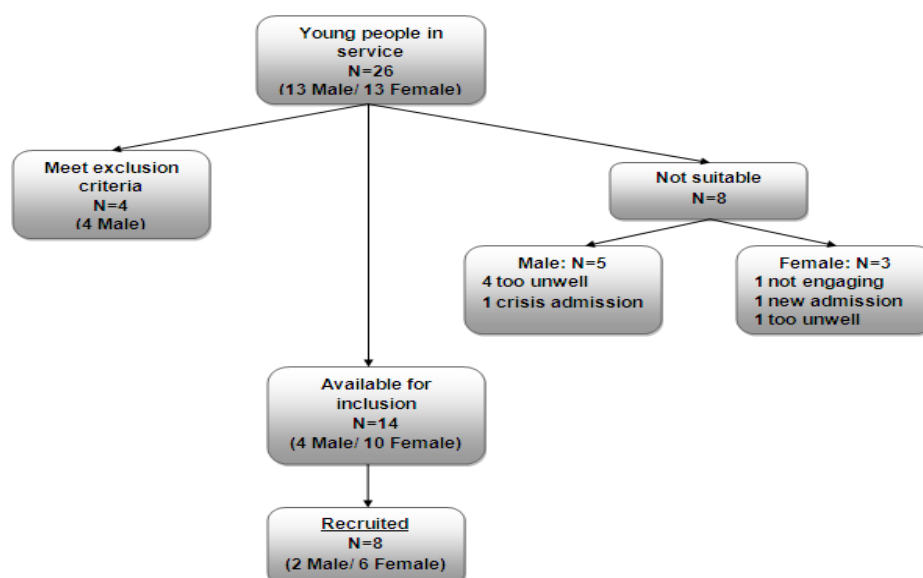 Young people in
service
N=26
(13 Male/ 13 Female)
Meet exclusion
criteria
N=4
(4 Male)
Not suitable
N=8
Male: N=5
4 too unwell
1 crisis admission
Female: N=3
1 not engaging
1 new admission
1 too unwell
Available for
inclusion
N=14
(4 Male/ 10 Female)
Recruited
N=8
(2 Male/ 6 Female)